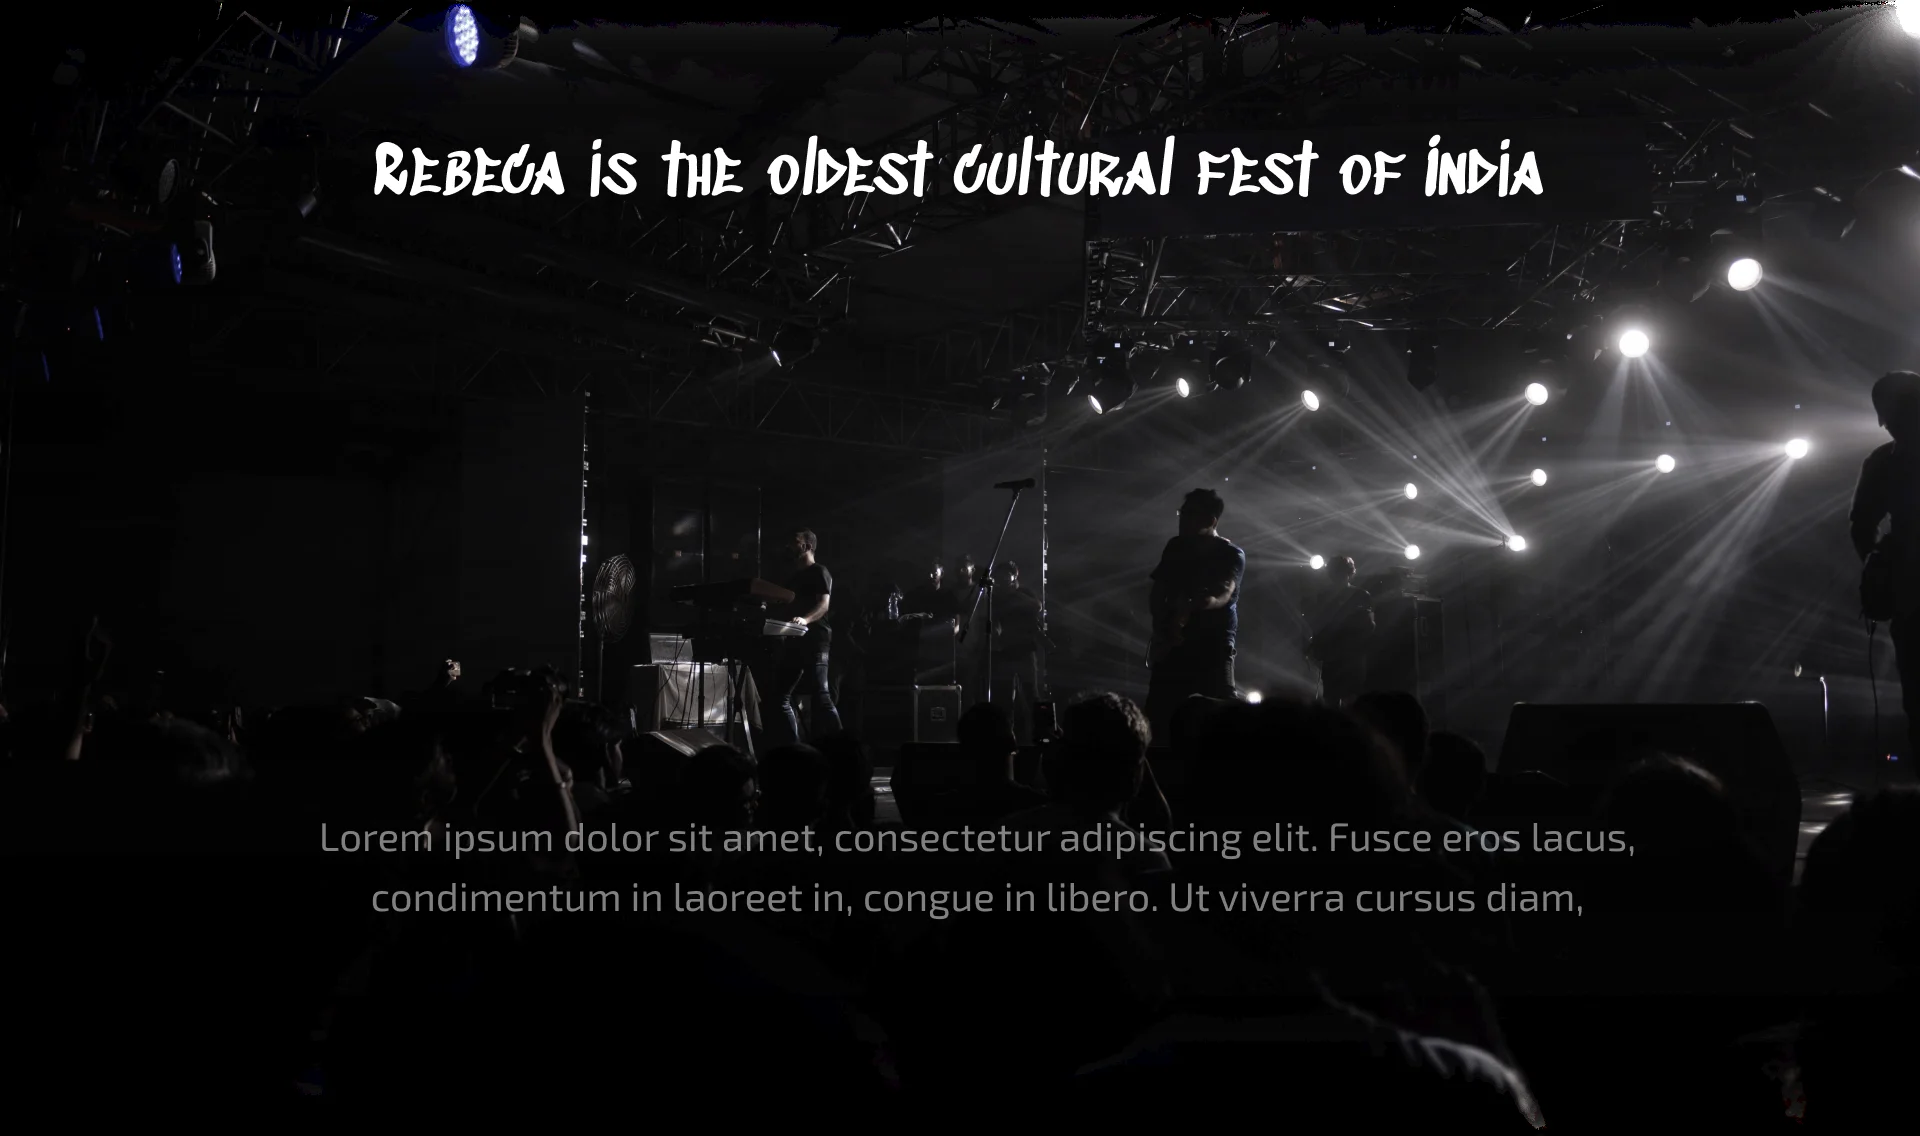 REBECA is THE OlDEST CUlTURAl FEST OF iNDiA
Lorem ipsum dolor sit amet, consectetur adipiscing elit. Fusce eros lacus,
condimentum in laoreet in, congue in libero. Ut viverra cursus diam,